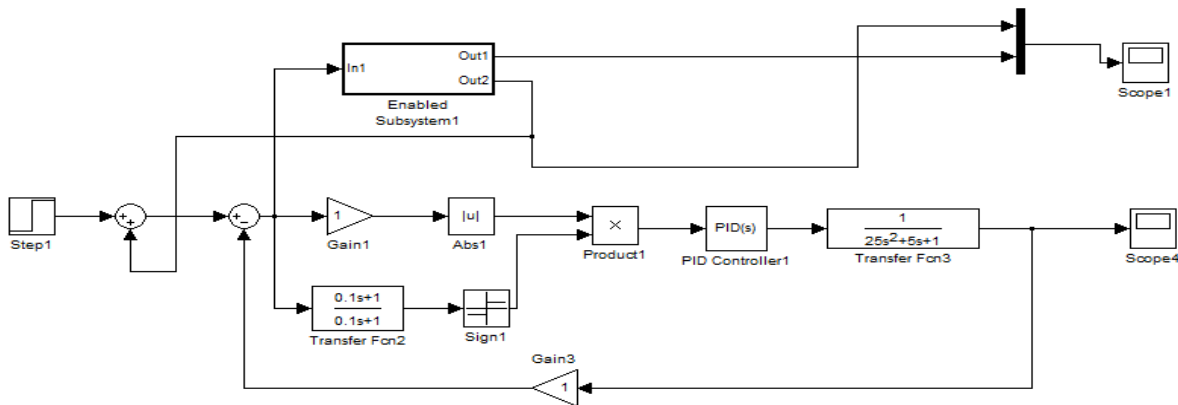 In1
Out1
Out2
Enabled
Subsystem1
Scope1
Step1
+
+
+
−
1
Gain1
|u|
Abs1
×
Product1
PID(s)
PID Controller1
1
25s²+5s+1
Transfer Fcn3
Scope4
0.1s+1
0.1s+1
Transfer Fcn2
Sign1
Gain3
1